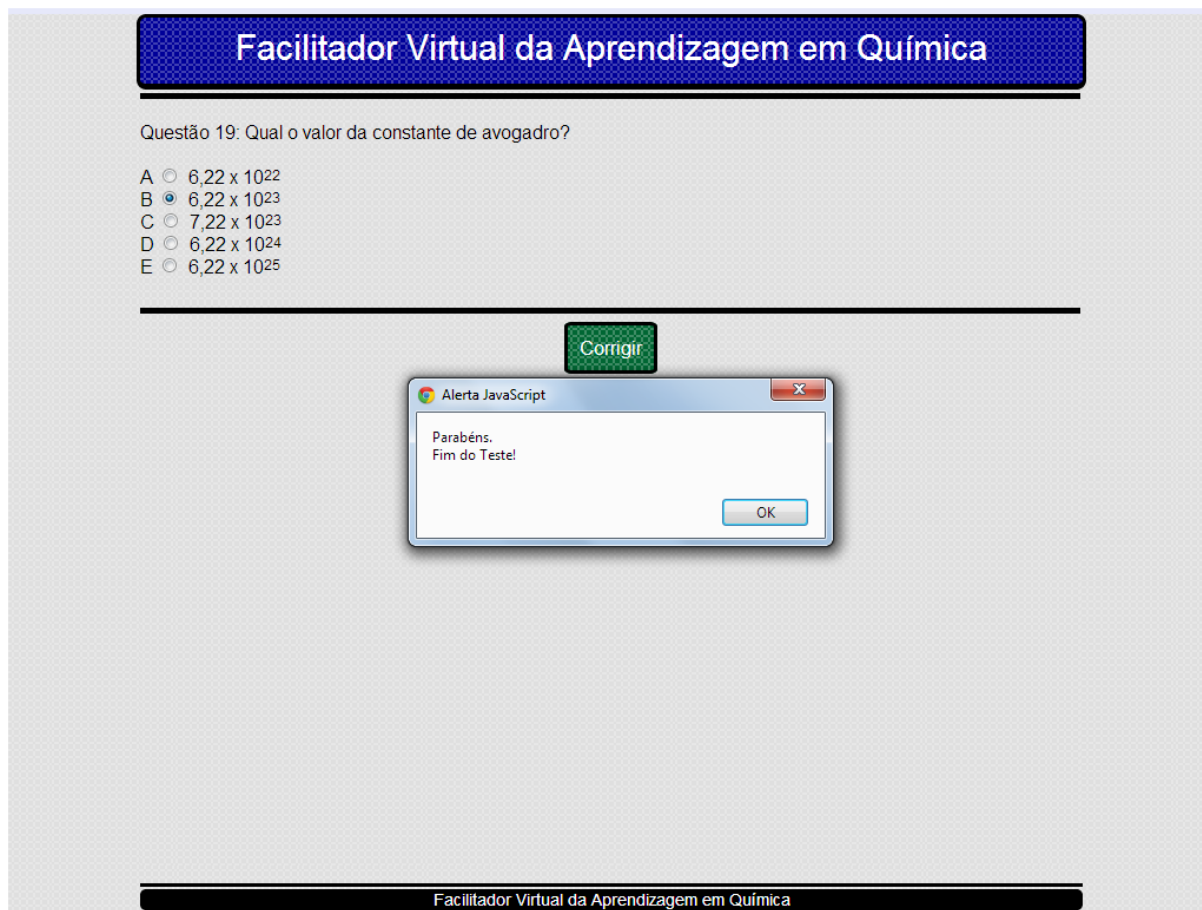 Facilitador Virtual da Aprendizagem em Química
Questão 19: Qual o valor da constante de avogadro?
A 6,22 x 10²²
B 6,22 x 10²³
C 7,22 x 10²³
D 6,22 x 10²⁴
E 6,22 x 10²⁵
Corrigir
Alerta JavaScript
Parabéns.
Fim do Teste!
OK
Facilitador Virtual da Aprendizagem em Química